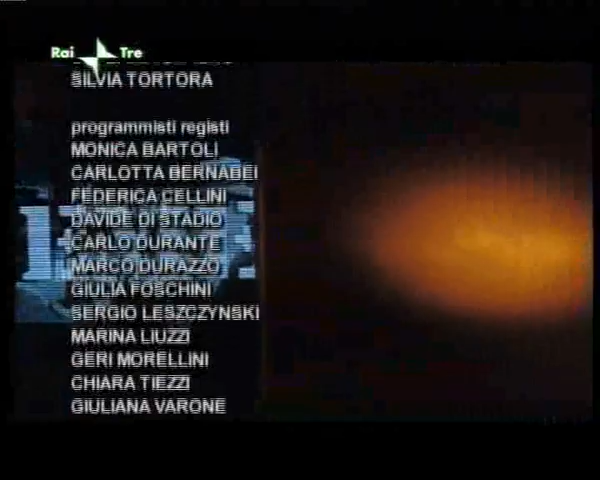 Rai Tre
SILVIA TORTORA
programmisti registi
MONICA BARTOLI
CARLOTTA BERNABEI
FEDERICA CELLINI
DAVIDE DI STADIO
CARLO DURANTE
MARCO DURAZZO
GIULIA FOSCHINI
SERGIO LESZCZYNSKI
MARINA LIUZZI
GERI MORELLINI
CHIARA TIEZZI
GIULIANA VARONE